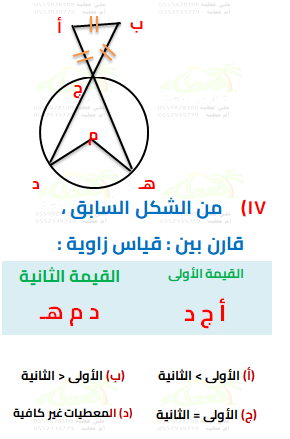 أ ب
ج
م
د هـ
١٧) من الشكل السابق ،
قارن بين : قياس زاوية :
القيمة الأولى القيمة الثانية
أ ج د د م هـ
(أ) الأولى > الثانية (ب) الأولى < الثانية
(ج) الأولى = الثانية (د) المعطيات غير كافية